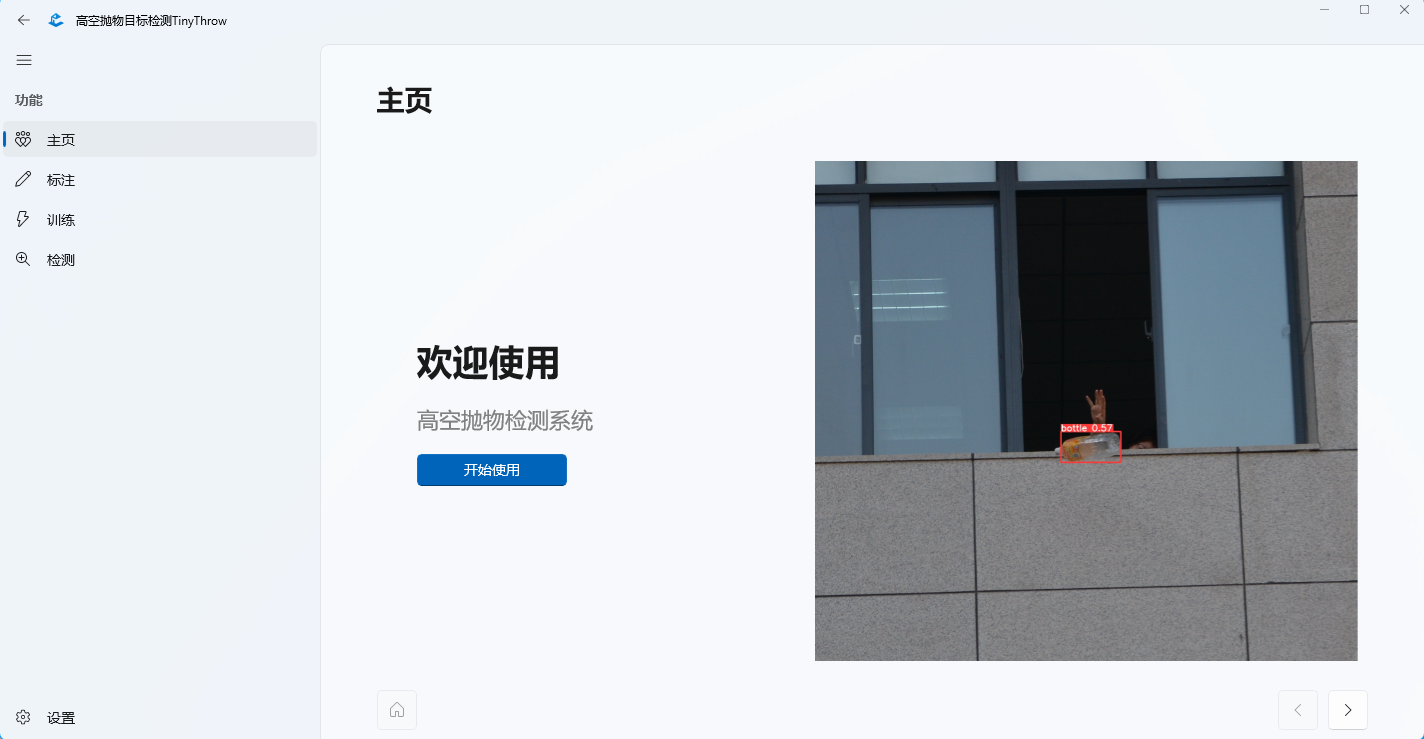 高空抛物目标检测TinyThrow
功能
主页
标注
训练
检测
设置
主页
欢迎使用
高空抛物检测系统
开始使用
bottle 0.57